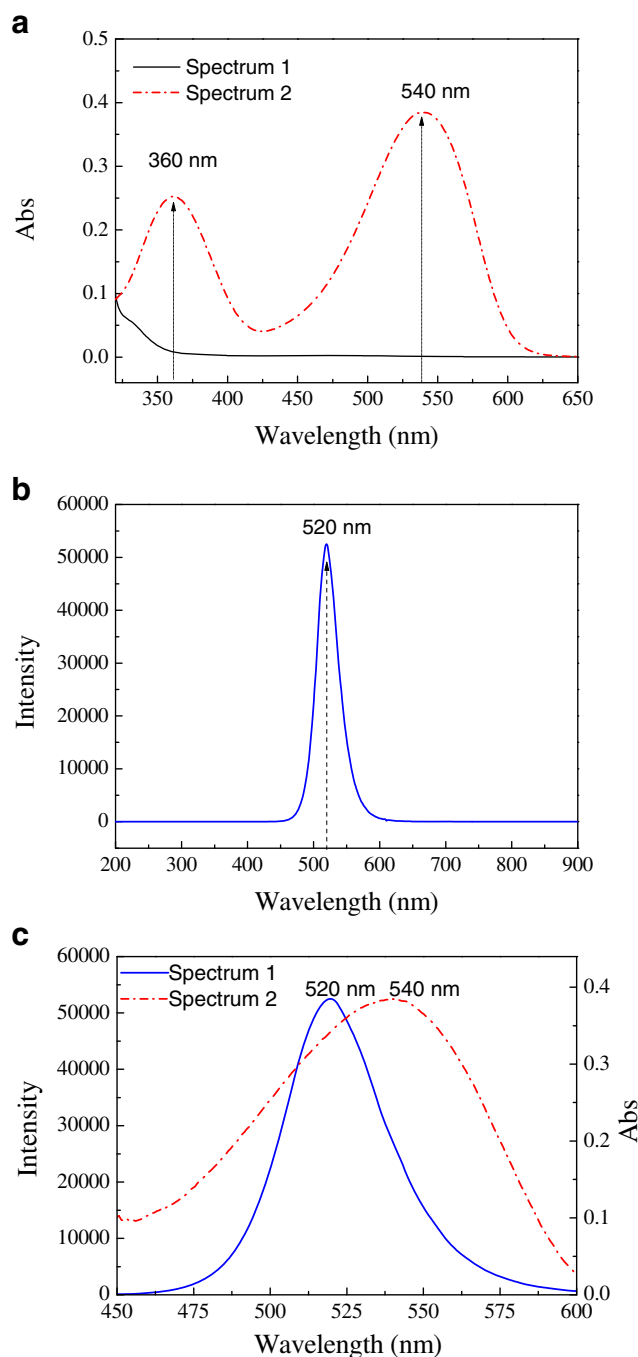 a
Spectrum 1
Spectrum 2
540 nm
360 nm
0.5
0.4
0.3
0.2
0.1
0.0
Abs
350 400 450 500 550 600 650
Wavelength (nm)
b
520 nm
60000
50000
40000
30000
20000
10000
0
Intensity
200 300 400 500 600 700 800 900
Wavelength (nm)
c
Spectrum 1
Spectrum 2
520 nm 540 nm
60000
50000
40000
30000
20000
10000
0
Intensity
0.4
0.3
0.2
0.1
0.0
Abs
450 475 500 525 550 575 600
Wavelength (nm)